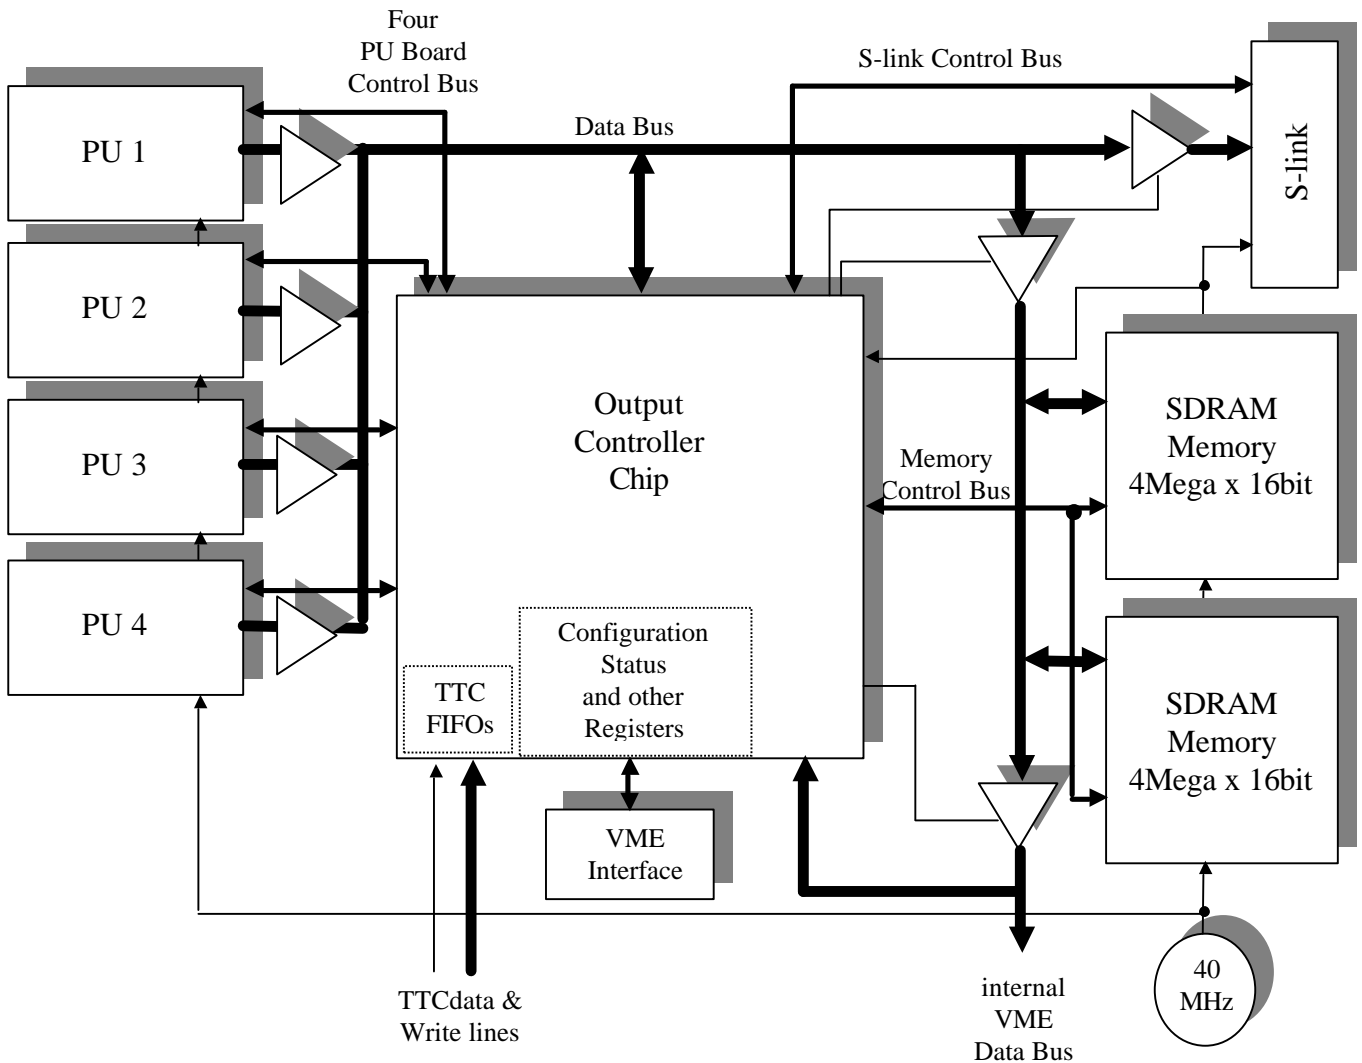 Four
PU Board
Control Bus
S-link Control Bus
Data Bus
PU 1
S-link
PU 2
PU 3
PU 4
Output
Controller
Chip
Memory
Control Bus
SDRAM
Memory
4Mega x 16bit
SDRAM
Memory
4Mega x 16bit
Configuration
Status
and other
Registers
TTC
FIFOs
VME
Interface
TTCdata &
Write lines
internal
VME
Data Bus
40
MHz